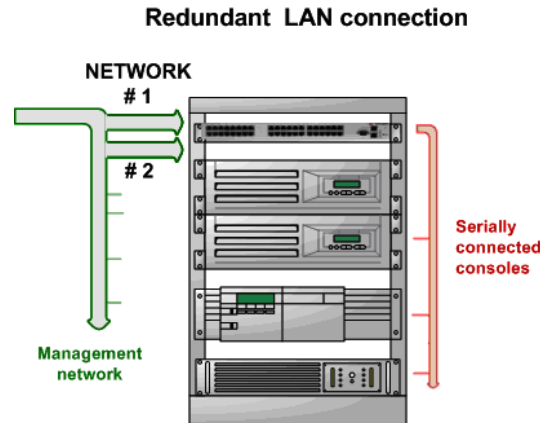 Redundant LAN connection
NETWORK
# 1
# 2
Serially
connected
consoles
Management
network